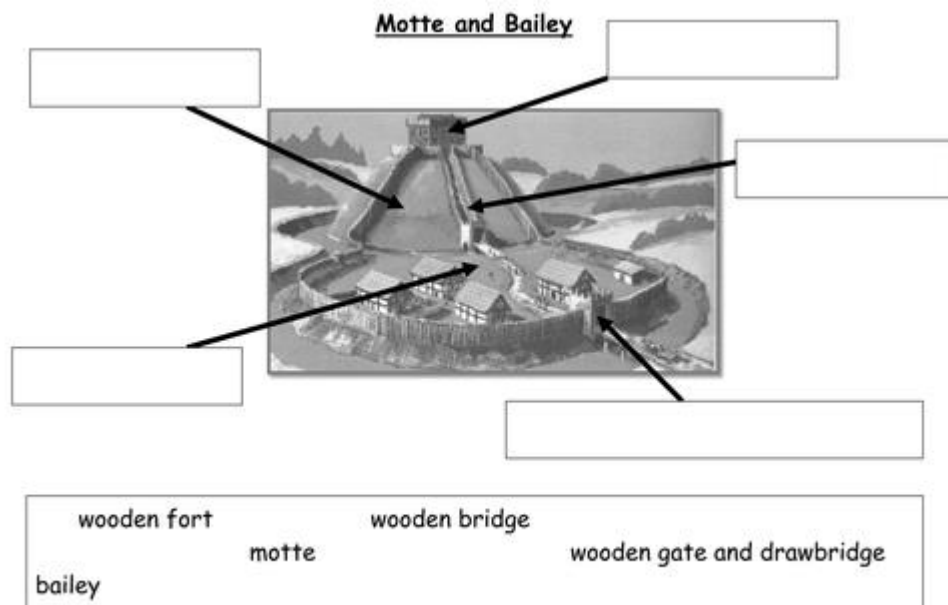 Motte and Bailey
wooden fort wooden bridge
motte wooden gate and drawbridge
bailey